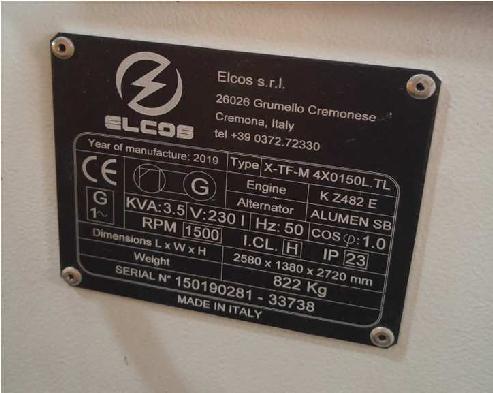 ELCOS
Elcos s.r.l.
26026 Grumello Cremonese
Cremona, Italy
tel +39 0372.72330
Year of manufacture: 2019
Type X-TF-M 4X0150L.TL
CE
G
Engine K Z482 E
Alternator ALUMEN SB
G 1~
KVA: 3.5 V: 230 Hz: 50 COS φ: 1.0
RPM 1500 I.CL. H IP 23
Dimensions L x W x H 2580 x 1380 x 2720 mm
Weight 822 Kg
SERIAL N° 150190281 - 33738
MADE IN ITALY